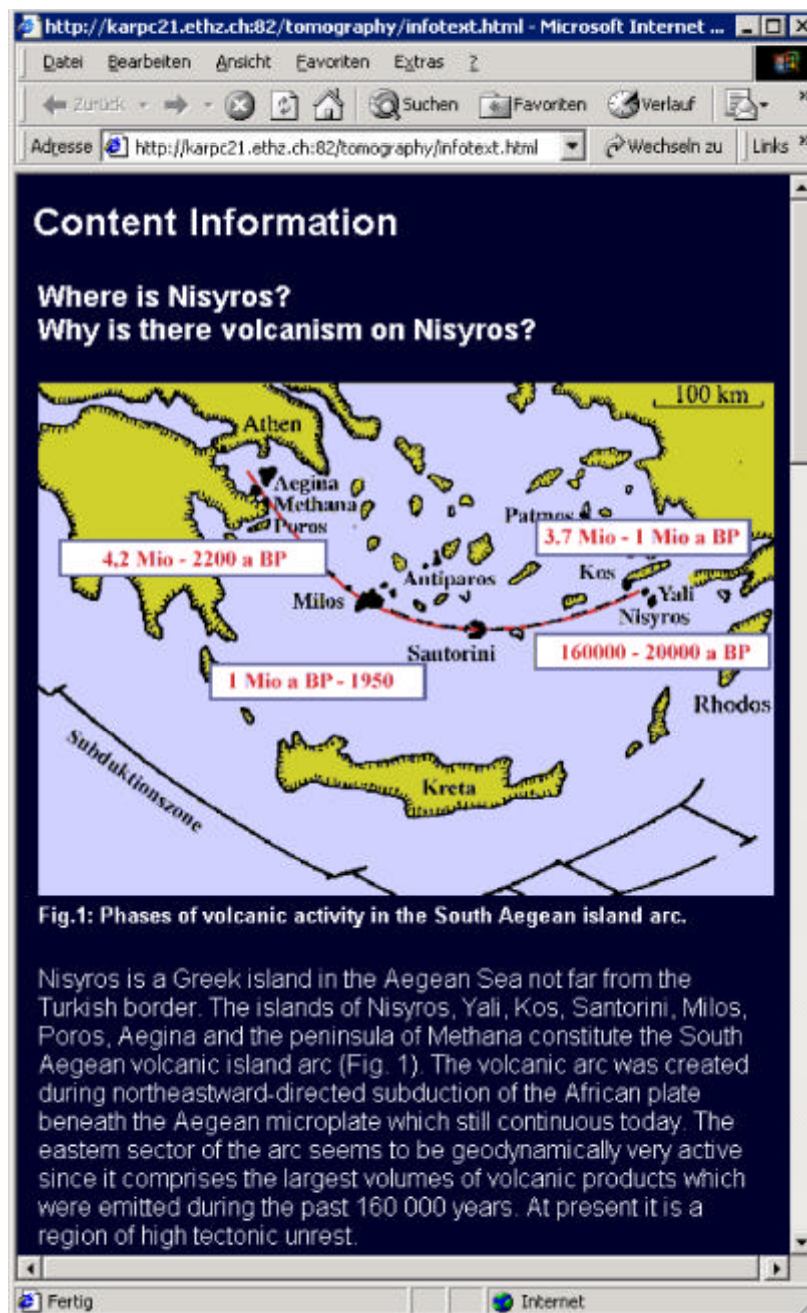 http://karpc21.ethz.ch:82/tomography/infotext.html - Microsoft Internet ...
Datei Bearbeiten Ansicht Favoriten Extras ?
Zurück Suchen Favoriten Verlauf
Adresse http://karpc21.ethz.ch:82/tomography/infotext.html Wechseln zu Links
Content Information
Where is Nisyros?
Why is there volcanism on Nisyros?
100 km
Athen
Aegina
Methana
Poros
Patmos
3.7 Mio - 1 Mio a BP
4,2 Mio - 2200 a BP
Antiparos
Kos
Yali
Milos
Nisyros
Santorini
160000 - 20000 a BP
1 Mio a BP - 1950
Rhodos
Subduktionszone
Kreta
Fig.1: Phases of volcanic activity in the South Aegean island arc.
Nisyros is a Greek island in the Aegean Sea not far from the
Turkish border. The islands of Nisyros, Yali, Kos, Santorini, Milos,
Poros, Aegina and the peninsula of Methana constitute the South
Aegean volcanic island arc (Fig. 1). The volcanic arc was created
during northeastward-directed subduction of the African plate
beneath the Aegean microplate which still continuous today. The
eastern sector of the arc seems to be geodynamically very active
since it comprises the largest volumes of volcanic products which
were emitted during the past 160 000 years. At present it is a
region of high tectonic unrest.
Fertig Internet